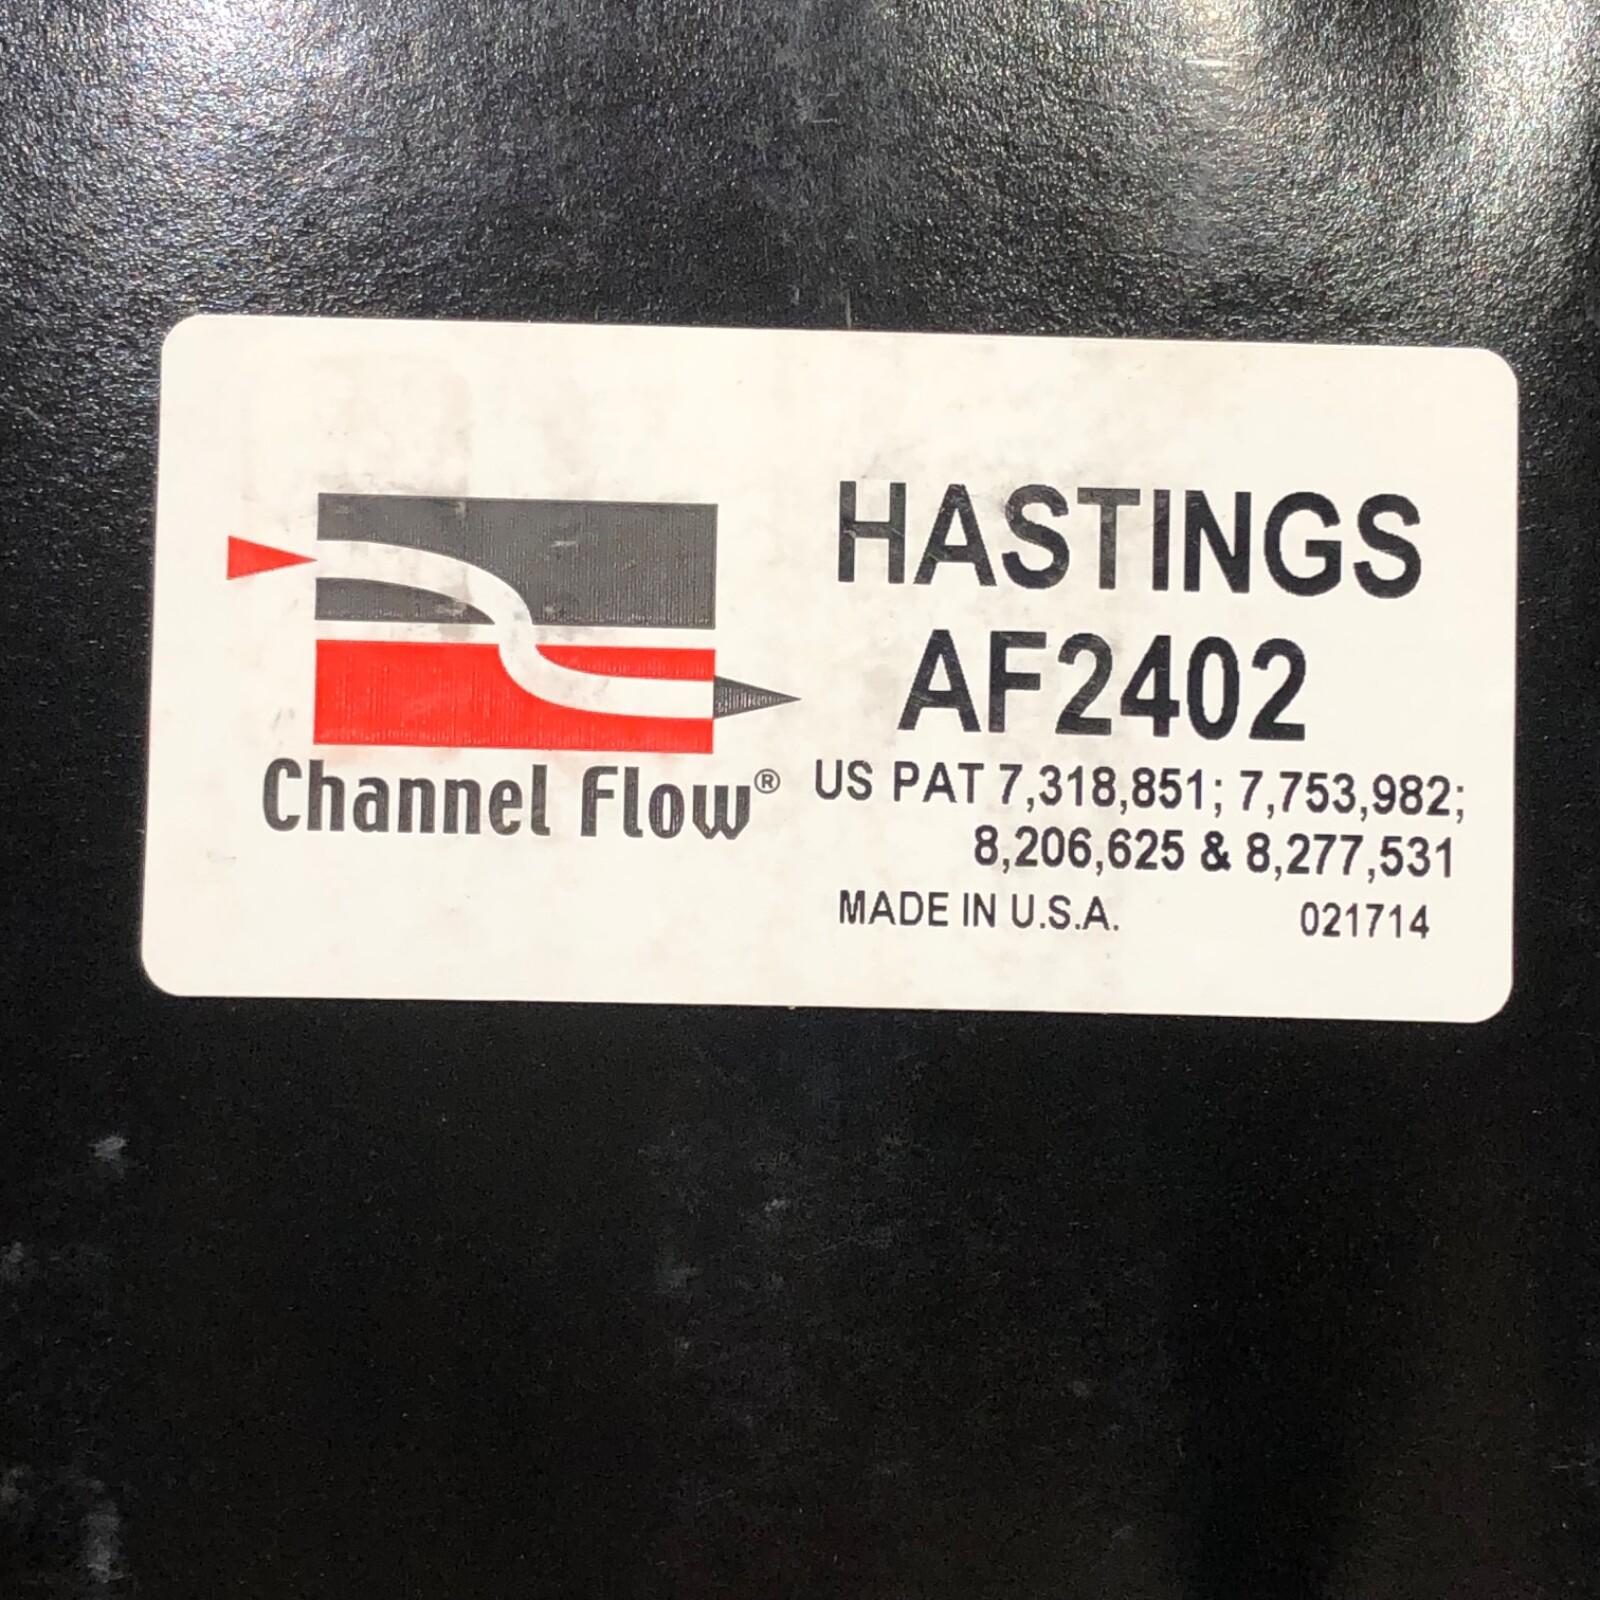 HASTINGS
AF2402
Channel Flow®
US PAT 7,318,851; 7,753,982;
8,206,625 & 8,277,531
MADE IN U.S.A. 021714